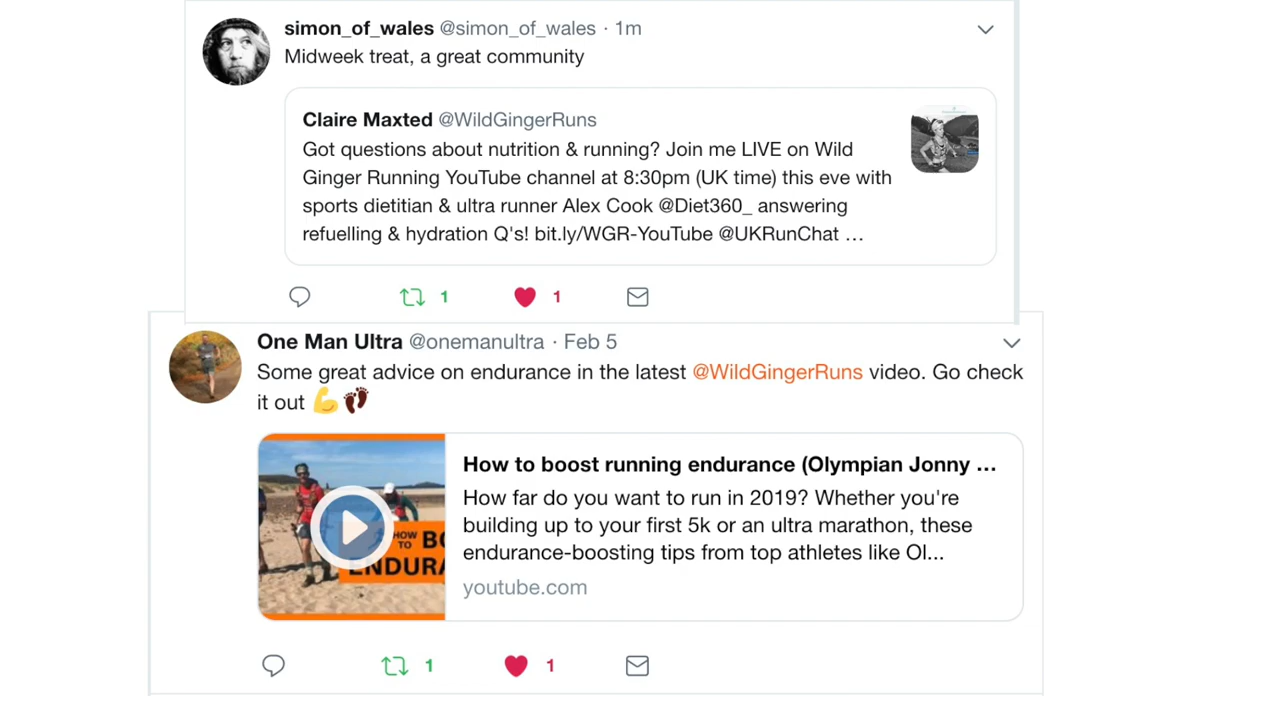 simon_of_wales @simon_of_wales · 1m
Midweek treat, a great community
Claire Maxted @WildGingerRuns
Got questions about nutrition & running? Join me LIVE on Wild
Ginger Running YouTube channel at 8:30pm (UK time) this eve with
sports dietitian & ultra runner Alex Cook @Diet360_ answering
refuelling & hydration Q's! bit.ly/WGR-YouTube @UKRunChat …
1 1
One Man Ultra @onemanultra · Feb 5
Some great advice on endurance in the latest @WildGingerRuns video. Go check
it out 💪👣
How to boost running endurance (Olympian Jonny ...
How far do you want to run in 2019? Whether you're
building up to your first 5k or an ultra marathon, these
endurance-boosting tips from top athletes like Ol...
youtube.com
HOW
TO BO
ENDURA
1 1